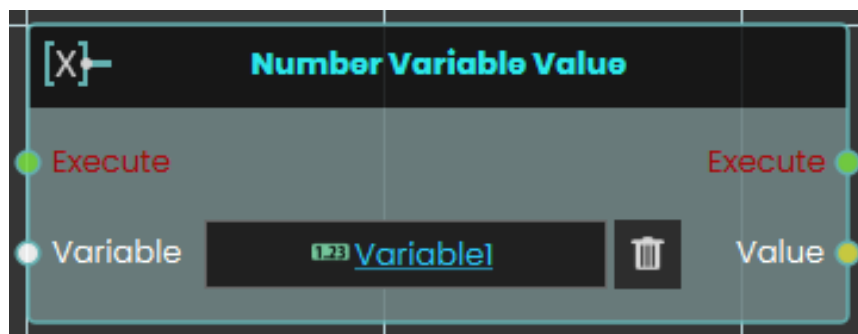 [X]
Number Variable Value
Execute Execute
Variable 1.23 Variable1 Value